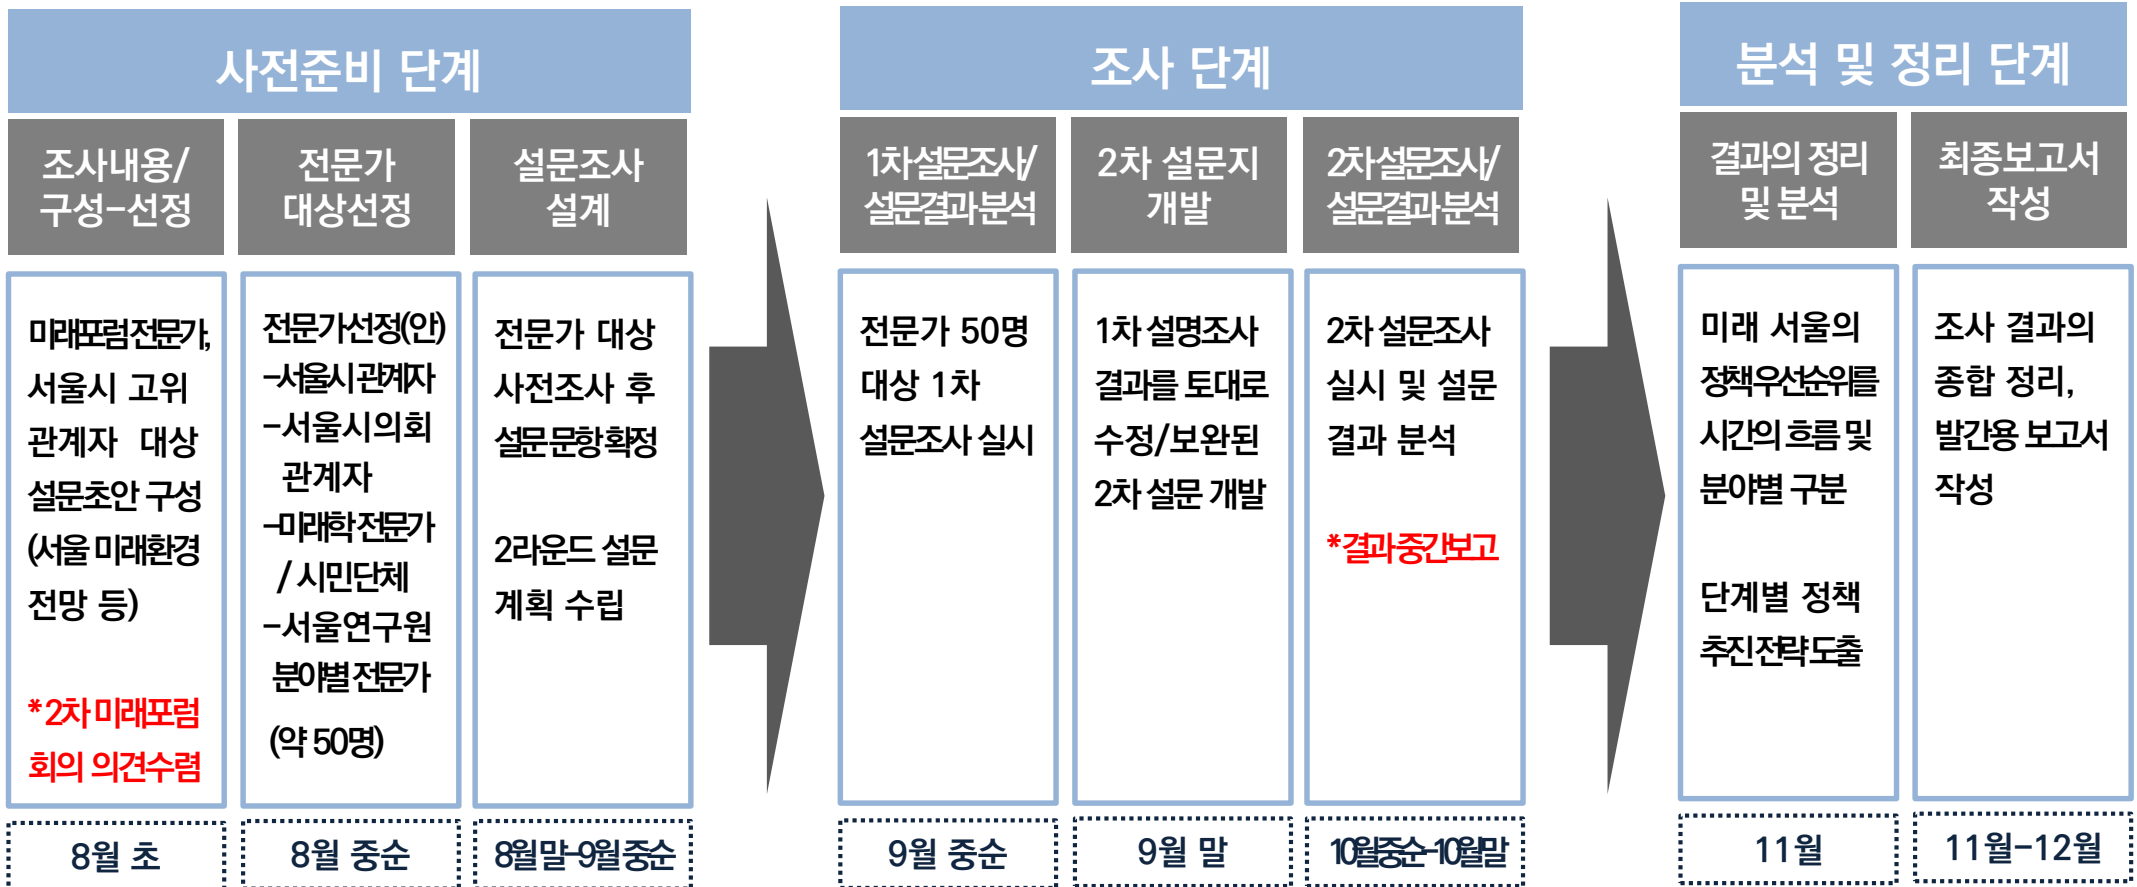 사전준비 단계
조사내용/
구성-선정
전문가
대상선정
설문조사
설계
미래포럼전문가,
서울시 고위
관계자 대상
설문초안 구성
(서울 미래환경
전망 등)
*2차 미래포럼
회의 의견수렴
전문가선정(안)
-서울시 관계자
-서울시의회
관계자
-미래학 전문가
/ 시민단체
-서울연구원
분야별 전문가
(약 50명)
전문가 대상
사전조사 후
설문 문항 확정
2라운드 설문
계획 수립
8월 초
8월 중순
8월말-9월중순
조사 단계
1차설문조사/
설문결과분석
2차 설문지
개발
2차설문조사/
설문결과분석
전문가 50명
대상 1차
설문조사 실시
1차 설명조사
결과를 토대로
수정/보완된
2차 설문 개발
2차 설문조사
실시 및 설문
결과 분석
*결과 중간보고
9월 중순
9월 말
10월중순-10월말
분석 및 정리 단계
결과의 정리
및 분석
최종보고서
작성
미래 서울의
정책우선순위를
시간의 흐름 및
분야별 구분
단계별 정책
추진전략 도출
조사 결과의
종합 정리,
발간용 보고서
작성
11월
11월-12월